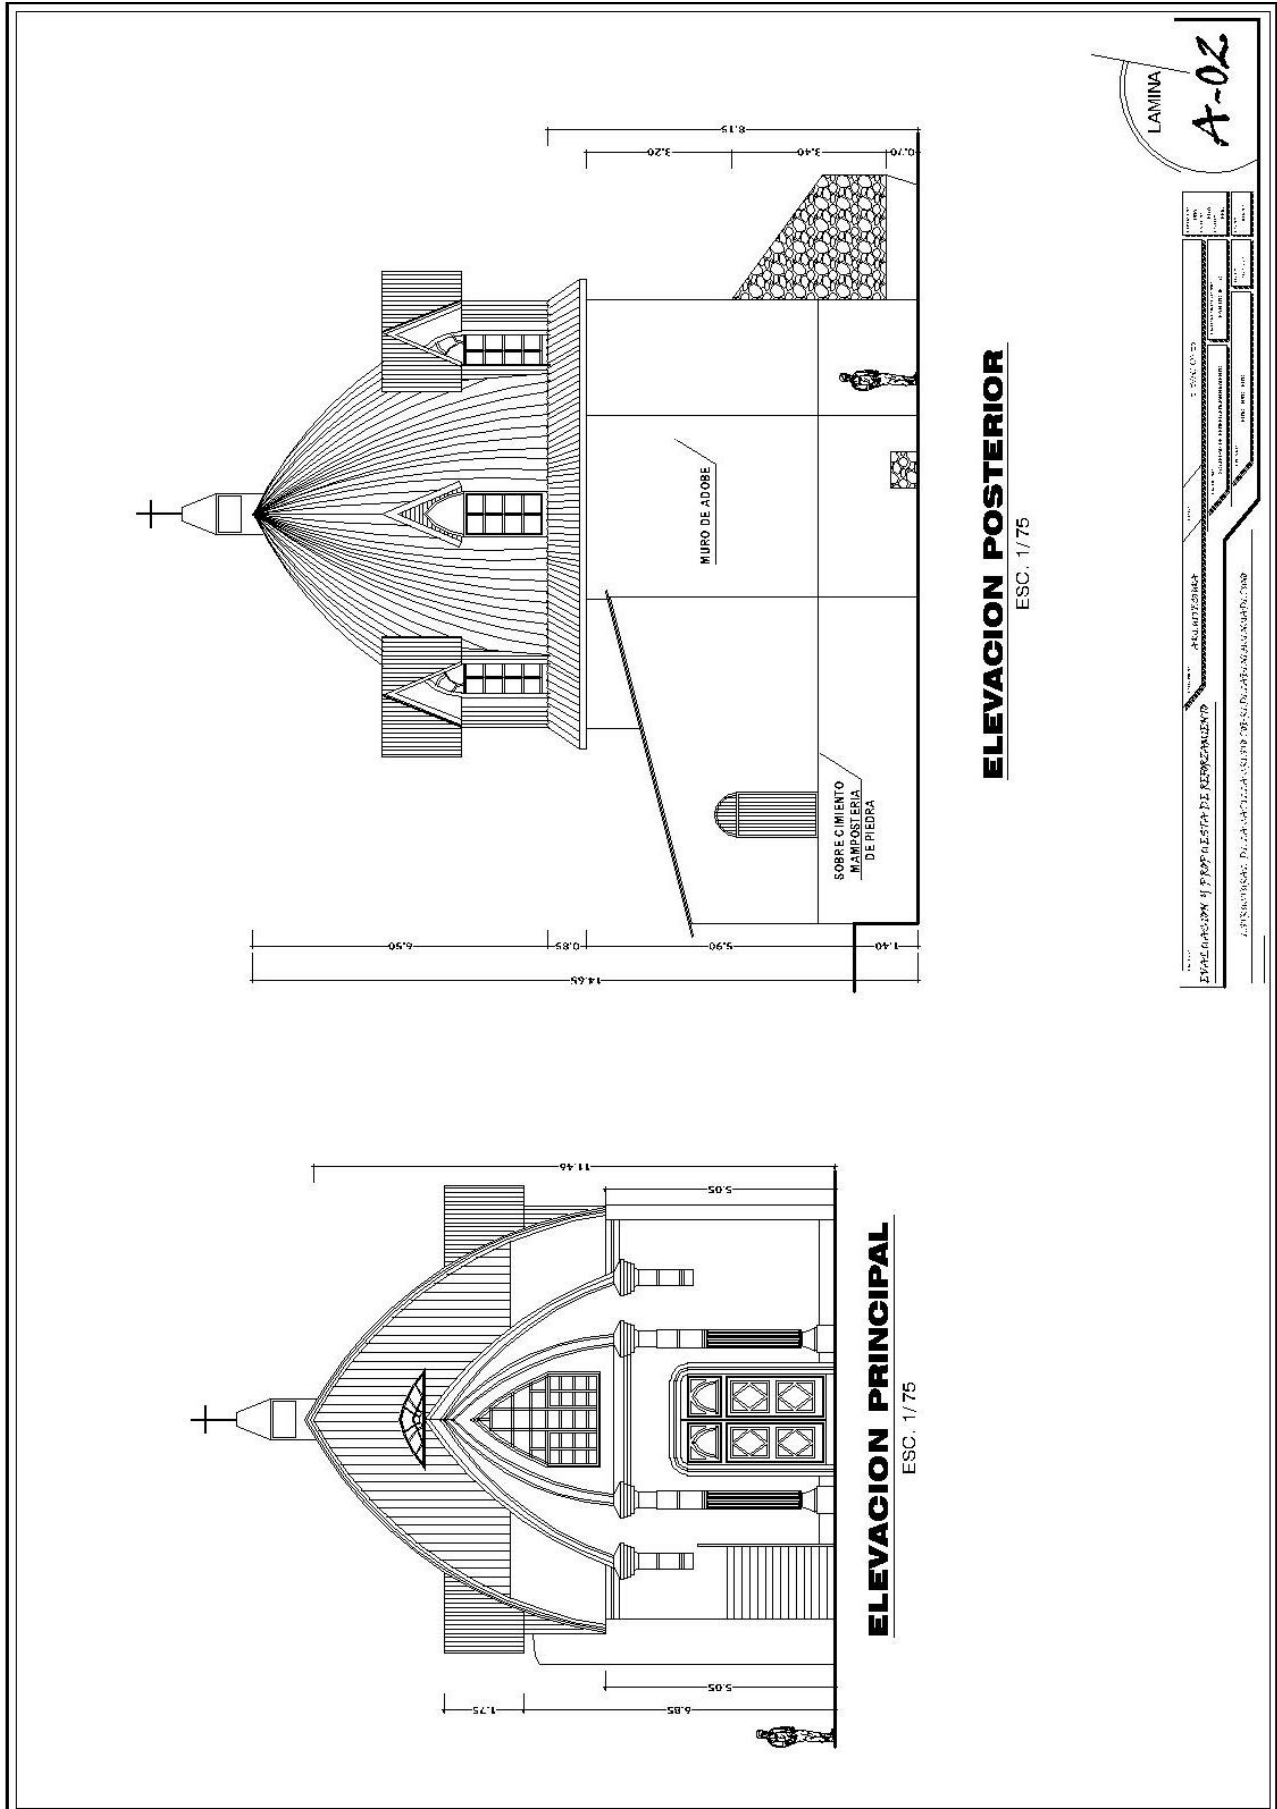 11.46
5.05
5.05
6.85
1.75
ELEVACION PRINCIPAL
ESC. 1/75
8.15
3.20
3.40
0.70
MURO DE ADOBE
SOBRECIMIENTO
MAMPOSTERIA
DE PIEDRA
6.50
0.85
5.90
1.40
14.65
ELEVACION POSTERIOR
ESC. 1/75
EVALUACION Y PROPUESTA DE REFORZAMIENTO
ARQUITECTURA
LAMINA
A-02